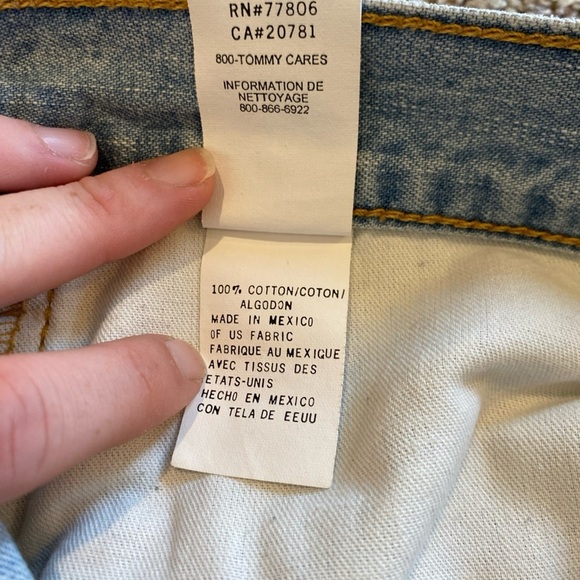 RN#77806
CA#20781
800-TOMMY CARES
INFORMATION DE
NETTOYAGE
800-866-6922
100% COTTON/COTON/
ALGODON
MADE IN MEXICO
OF US FABRIC
FABRIQUE AU MEXIQUE
AVEC TISSUS DES
ETATS-UNIS
HECHO EN MEXICO
CON TELA DE EEUU